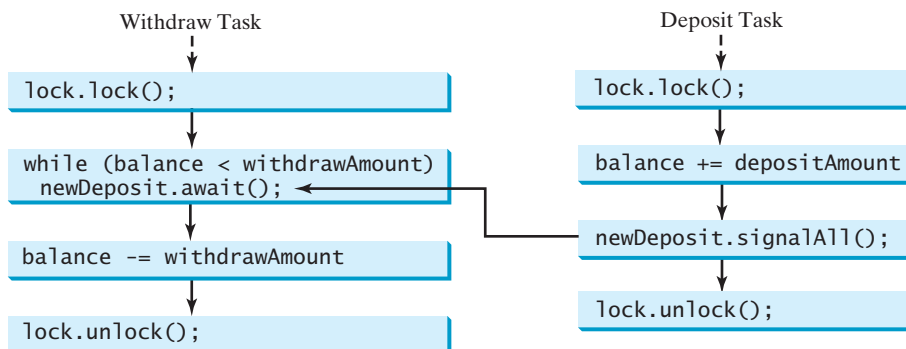 Withdraw Task
lock.lock();
while (balance < withdrawAmount)
newDeposit.await();
balance -= withdrawAmount
lock.unlock();
Deposit Task
lock.lock();
balance += depositAmount
newDeposit.signalAll();
lock.unlock();